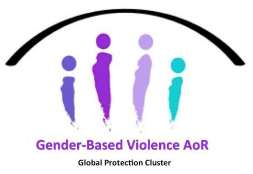 Gender-Based Violence AoR
Global Protection Cluster